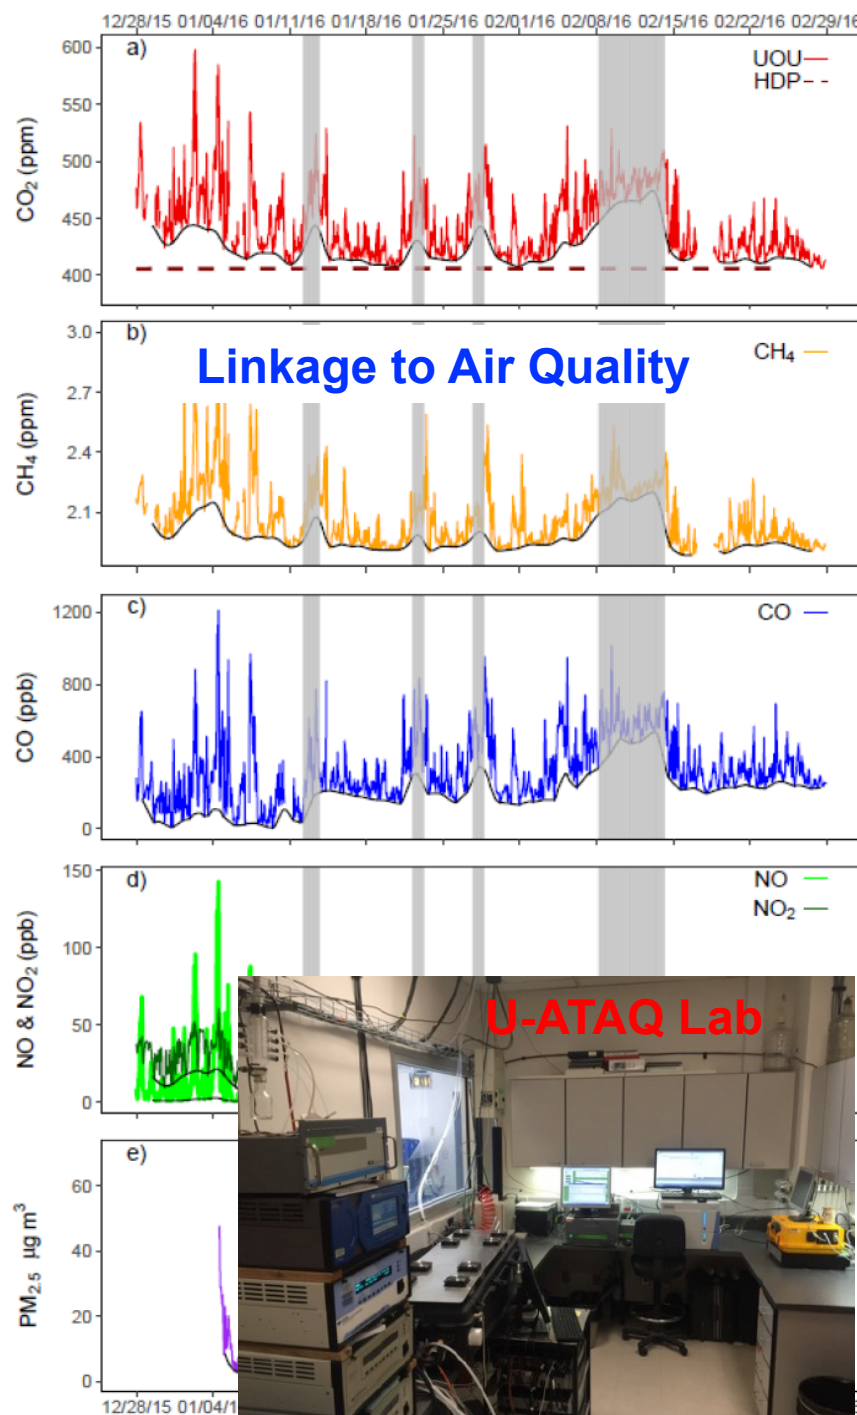 12/28/15 01/04/16 01/11/16 01/18/16 01/25/16 02/01/16 02/08/16 02/15/16 02/22/16 02/29/16
a)
UOU
HDP
CO₂ (ppm)
600
550
500
450
400
b)
CH₄
Linkage to Air Quality
CH₄ (ppm)
3.0
2.7
2.4
2.1
c)
CO
CO (ppb)
1200
800
400
0
d)
NO
NO₂
NO & NO₂ (ppb)
150
100
50
0
U-ATAQ Lab
e)
PM₂.₅ µg m³
60
40
20
0
12/28/15 01/04/1